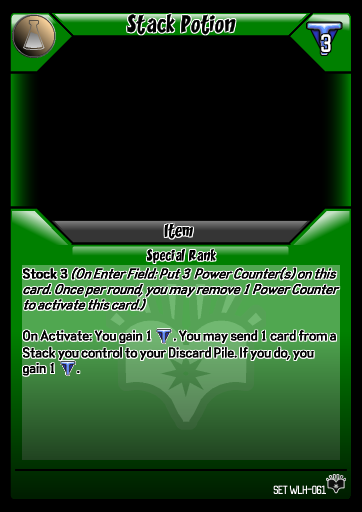 Stack Potion
3
Item
Special Rank
Stock 3 (On Enter Field: Put 3 Power Counter(s) on this
card. Once per round, you may remove 1 Power Counter
to activate this card.)
On Activate: You gain 1 . You may send 1 card from a
Stack you control to your Discard Pile. If you do, you
gain 1 .
SET WLH-061